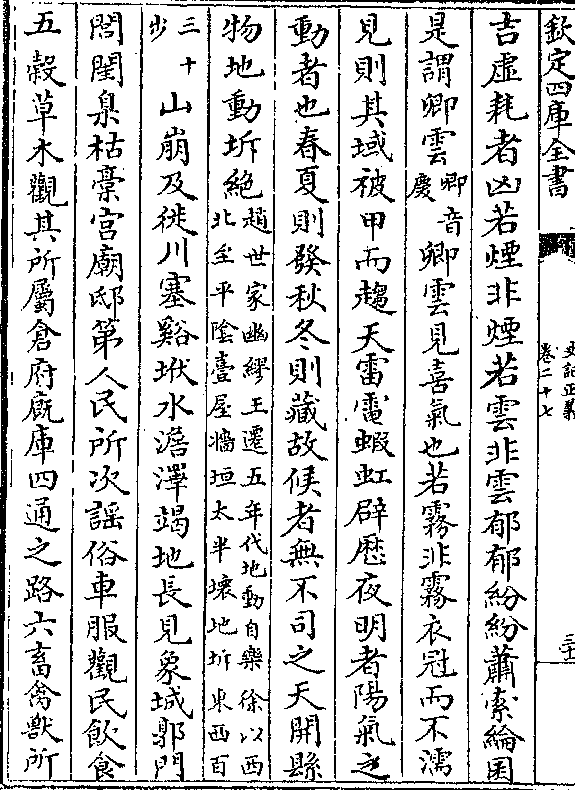 欽定四庫全書
史記正義
卷二十七
吉虚耗者凶若煙非煙若雲非雲郁郁紛紛蕭索綸囷
是謂卿雲卿音慶卿雲見喜氣也若霧非霧衣冠而不濡
見則其域被甲而趨天雷電蝦虹辟歷夜明者陽氣之
動者也春夏則發秋冬則藏故候者無不司之天開縣
物地動坼絶趙世家幽繆王遷五年代地動自樂徐以西北至平隂臺屋墻垣太半壞地坼東西百
三十步山崩及徙川塞谿垘水澹澤竭地長見象城郭門
閭閨臬枯槀宫廟邸第人民所次謡俗車服觀民飲食
五榖草木觀其所屬倉府廐庫四通之路六畜禽獸所